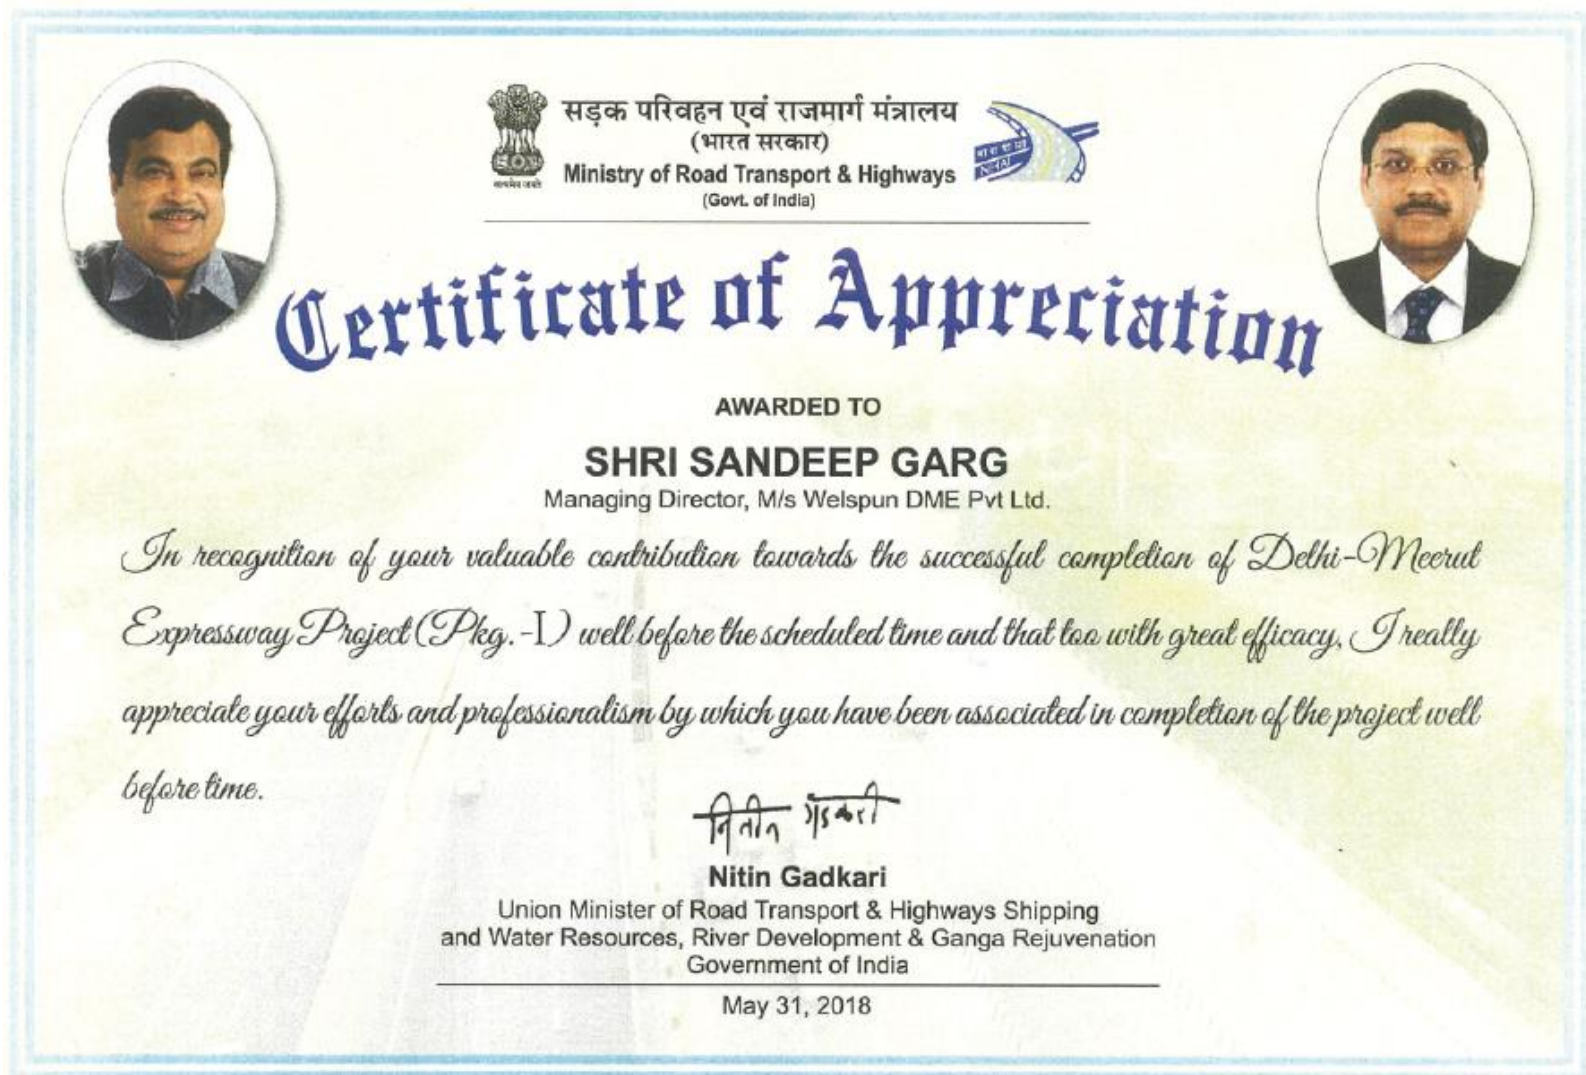 सड़क परिवहन एवं राजमार्ग मंत्रालय
(भारत सरकार)
Ministry of Road Transport & Highways
(Govt. of India)
सत्यमेव जयते
भा रा रा प्रा
NHAI
Certificate of Appreciation
AWARDED TO
SHRI SANDEEP GARG
Managing Director, M/s Welspun DME Pvt Ltd.
In recognition of your valuable contribution towards the successful completion of Delhi-Meerut
Expressway Project (Pkg.-I) well before the scheduled time and that too with great efficacy, I really
appreciate your efforts and professionalism by which you have been associated in completion of the project well
before time.
नितीन गडकरी
Nitin Gadkari
Union Minister of Road Transport & Highways Shipping
and Water Resources, River Development & Ganga Rejuvenation
Government of India
May 31, 2018